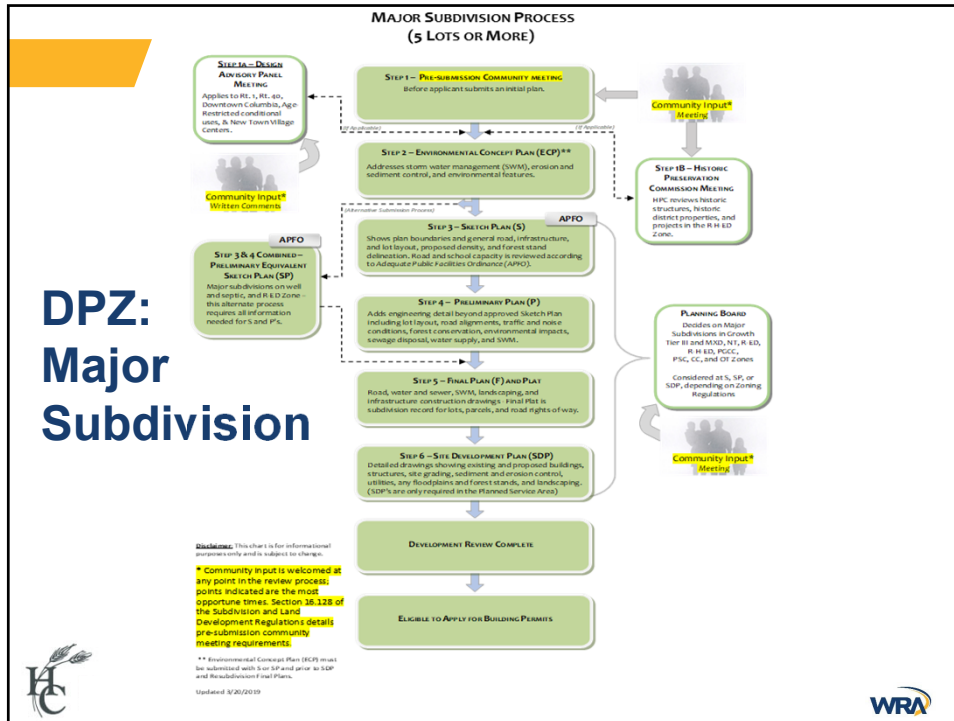 MAJOR SUBDIVISION PROCESS
(5 LOTS OR MORE)
STEP 1A – DESIGN
ADVISORY PANEL
MEETING
Applies to Rt. 1, Rt. 40,
Downtown Columbia, Age-
Restricted conditional
uses, & New Town Village
Centers.
STEP 1 – PRE-SUBMISSION COMMUNITY MEETING
Before applicant submits an initial plan.
Community Input*
Meeting
(If Applicable)
(If Applicable)
Community Input*
Written Comments
STEP 2 – ENVIRONMENTAL CONCEPT PLAN (ECP)**
Addresses storm water management (SWM), erosion and
sediment control, and environmental features.
STEP 1B – HISTORIC
PRESERVATION
COMMISSION MEETING
HPC reviews historic
structures, historic
district properties, and
projects in the R-H-ED
Zone.
(Alternative Submission Process)
APFO
STEP 3 – SKETCH PLAN (S)
Shows plan boundaries and general road, infrastructure,
and lot layout, proposed density, and forest stand
delineation. Road and school capacity is reviewed according
to Adequate Public Facilities Ordinance (APFO).
APFO
STEP 3 & 4 COMBINED –
PRELIMINARY EQUIVALENT
SKETCH PLAN (SP)
Major subdivisions on well
and septic, and R-ED Zone -
this alternate process
requires all information
needed for S and P's.
DPZ:
Major
Subdivision
STEP 4 – PRELIMINARY PLAN (P)
Adds engineering detail beyond approved Sketch Plan
including lot layout, road alignments, traffic and noise
conditions, forest conservation, environmental impacts,
sewage disposal, water supply, and SWM.
PLANNING BOARD
Decides on Major
Subdivisions in Growth
Tier III and MXD, NT, R-ED,
R-H-ED, PGCC,
PSC, CC, and OT Zones
Considered at S, SP, or
SDP, depending on Zoning
Regulations
STEP 5 – FINAL PLAN (F) AND PLAT
Road, water and sewer, SWM, landscaping, and
infrastructure construction drawings - Final Plat is
subdivision record for lots, parcels, and road rights-of-way.
Community Input*
Meeting
STEP 6 – SITE DEVELOPMENT PLAN (SDP)
Detailed drawings showing existing and proposed buildings,
structures, site grading, sediment and erosion control,
utilities, any floodplains and forest stands, and landscaping.
(SDP's are only required in the Planned Service Area)
DEVELOPMENT REVIEW COMPLETE
ELIGIBLE TO APPLY FOR BUILDING PERMITS
Disclaimer: This chart is for informational
purposes only and is subject to change.
* Community input is welcomed at
any point in the review process;
points indicated are the most
opportune times. Section 16.128 of
the Subdivision and Land
Development Regulations details
pre-submission community
meeting requirements.
** Environmental Concept Plan (ECP) must
be submitted with S or SP and prior to SDP
and Resubdivision Final Plans.
Updated 3/20/2019
HC
WRA